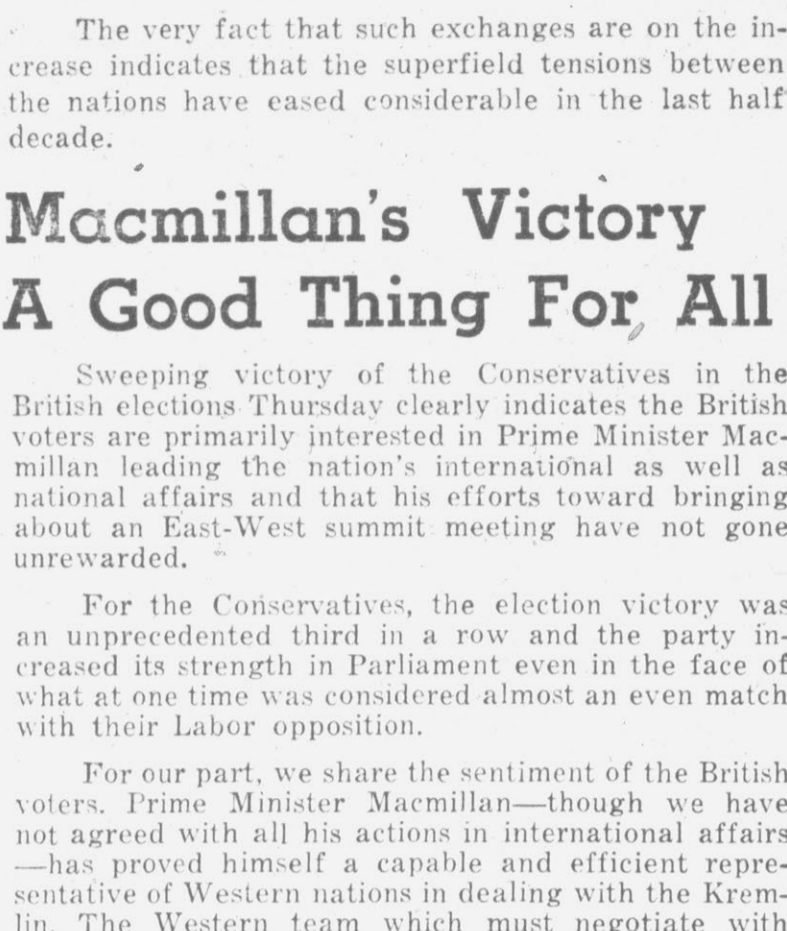 The very fact that such exchanges are on the in-
crease indicates that the superfield tensions between
the nations have eased considerable in the last half
decade.
Macmillan's Victory
A Good Thing For All
Sweeping victory of the Conservatives in the
British elections Thursday clearly indicates the British
voters are primarily interested in Prime Minister Mac-
millan leading the nation's international as well as
national affairs and that his efforts toward bringing
about an East-West summit meeting have not gone
unrewarded.
For the Conservatives, the election victory was
an unprecedented third in a row and the party in-
creased its strength in Parliament even in the face of
what at one time was considered almost an even match
with their Labor opposition.
For our part, we share the sentiment of the British
voters. Prime Minister Macmillan—though we have
not agreed with all his actions in international affairs
—has proved himself a capable and efficient repre-
sentative of Western nations in dealing with the Krem-
lin. The Western team which must negotiate with